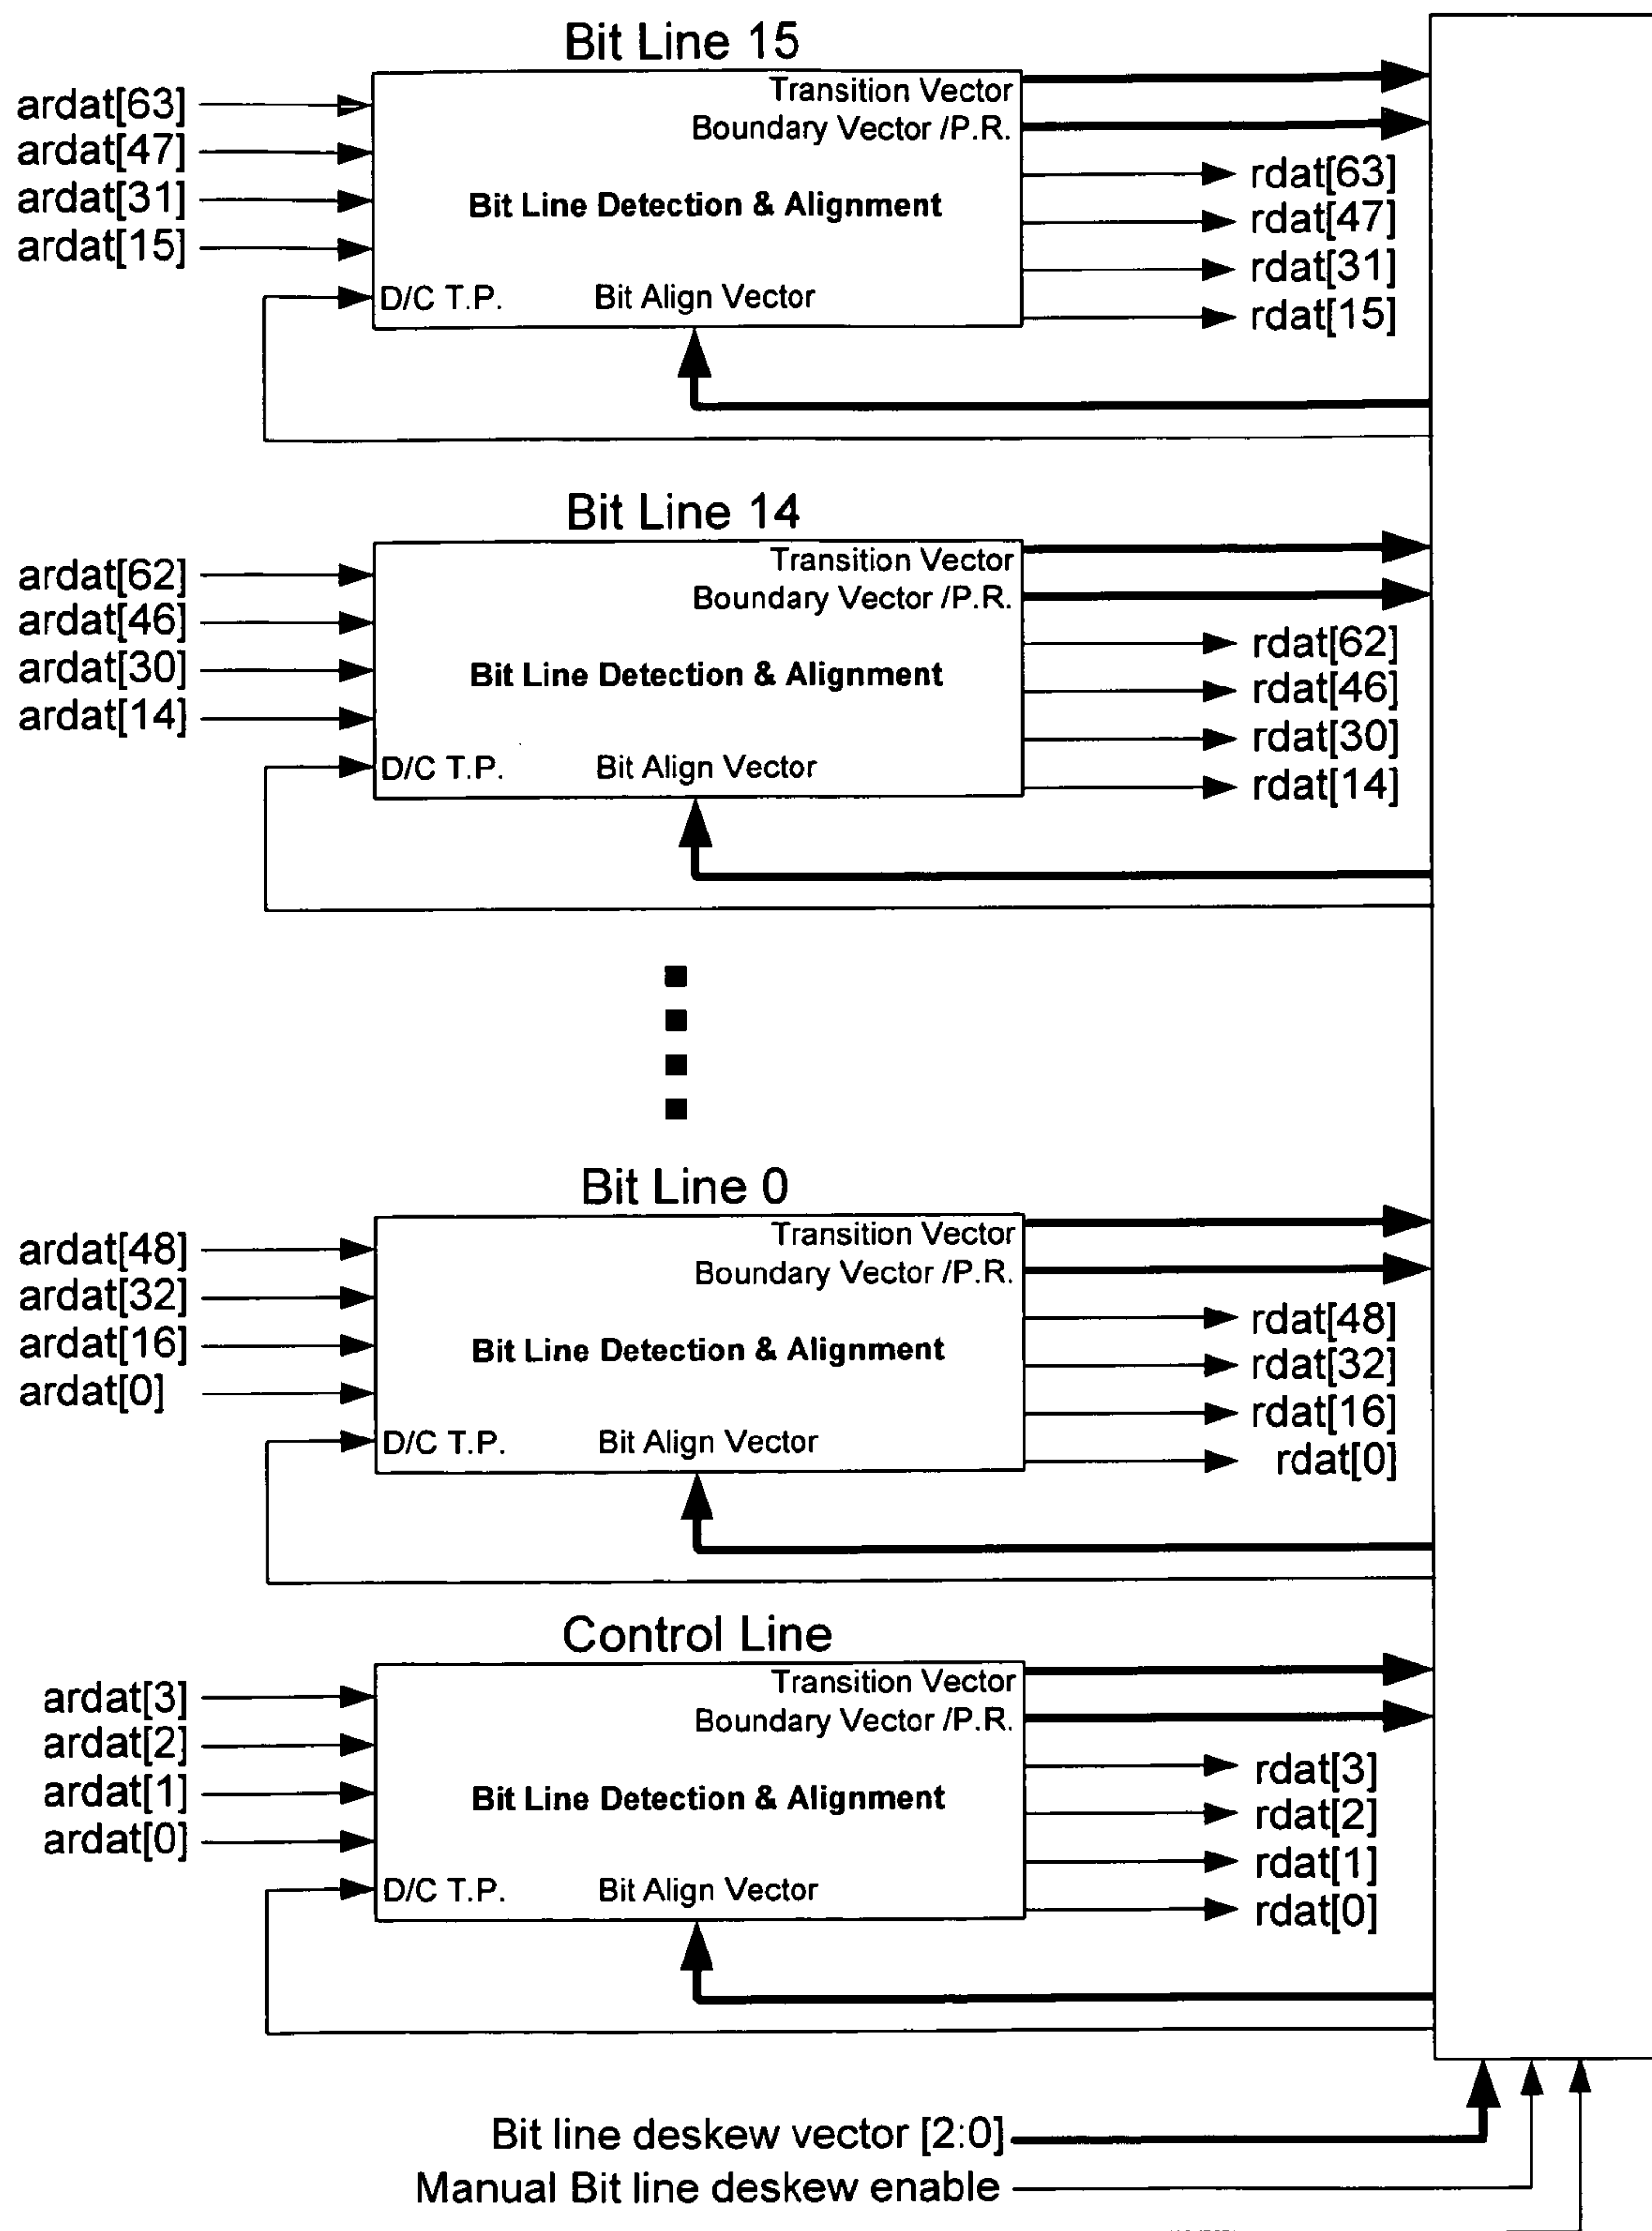 Bit Line 15
ardat[63]
ardat[47]
ardat[31]
ardat[15]
Transition Vector
Boundary Vector /P.R.
Bit Line Detection & Alignment
D/C T.P.
Bit Align Vector
rdat[63]
rdat[47]
rdat[31]
rdat[15]
Bit Line 14
ardat[62]
ardat[46]
ardat[30]
ardat[14]
Transition Vector
Boundary Vector /P.R.
Bit Line Detection & Alignment
D/C T.P.
Bit Align Vector
rdat[62]
rdat[46]
rdat[30]
rdat[14]
Bit Line 0
ardat[48]
ardat[32]
ardat[16]
ardat[0]
Transition Vector
Boundary Vector /P.R.
Bit Line Detection & Alignment
D/C T.P.
Bit Align Vector
rdat[48]
rdat[32]
rdat[16]
rdat[0]
Control Line
ardat[3]
ardat[2]
ardat[1]
ardat[0]
Transition Vector
Boundary Vector /P.R.
Bit Line Detection & Alignment
D/C T.P.
Bit Align Vector
rdat[3]
rdat[2]
rdat[1]
rdat[0]
Bit line deskew vector [2:0]
Manual Bit line deskew enable